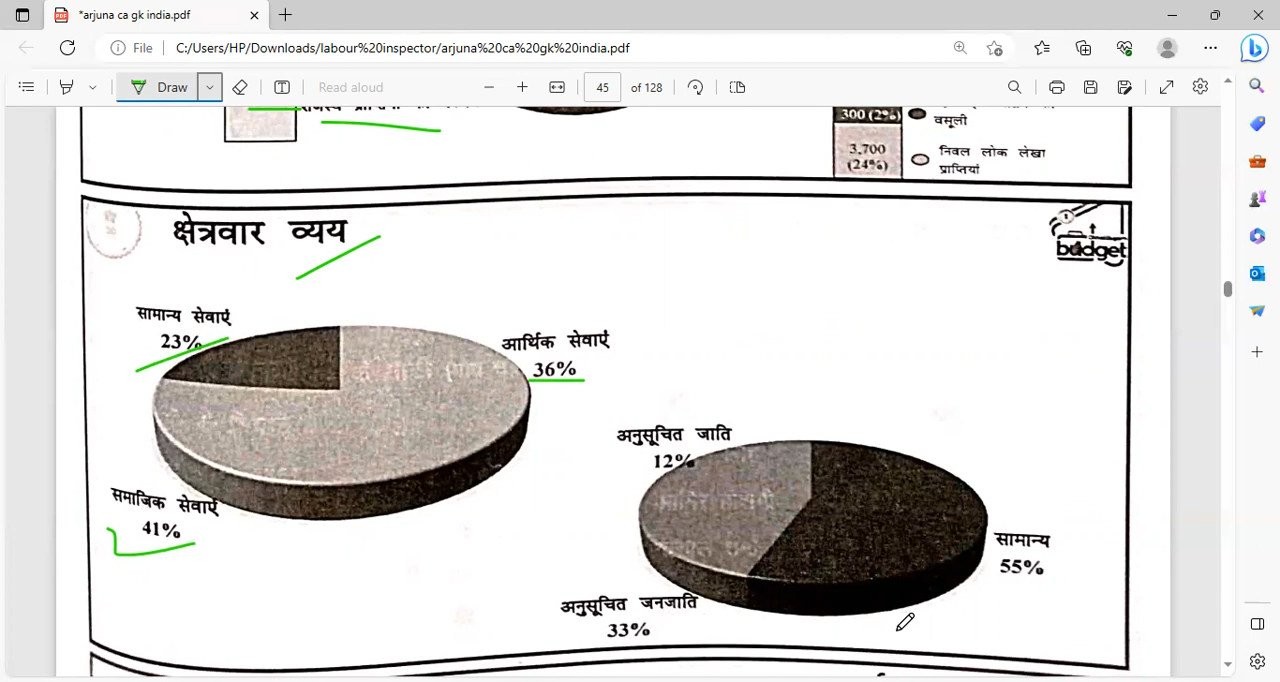 *arjuna ca gk india.pdf
File C:/Users/HP/Downloads/labour%20inspector/arjuna%20ca%20gk%20india.pdf
Draw Read aloud 45 of 128
300 (2%) वसूली
3,700 निवल लोक लेखा
(24%) प्राप्तियां
क्षेत्रवार व्यय
budget
सामान्य सेवाएं
23%
आर्थिक सेवाएं
36%
अनुसूचित जाति
12%
समाजिक सेवाएं
41%
सामान्य
55%
अनुसूचित जनजाति
33%